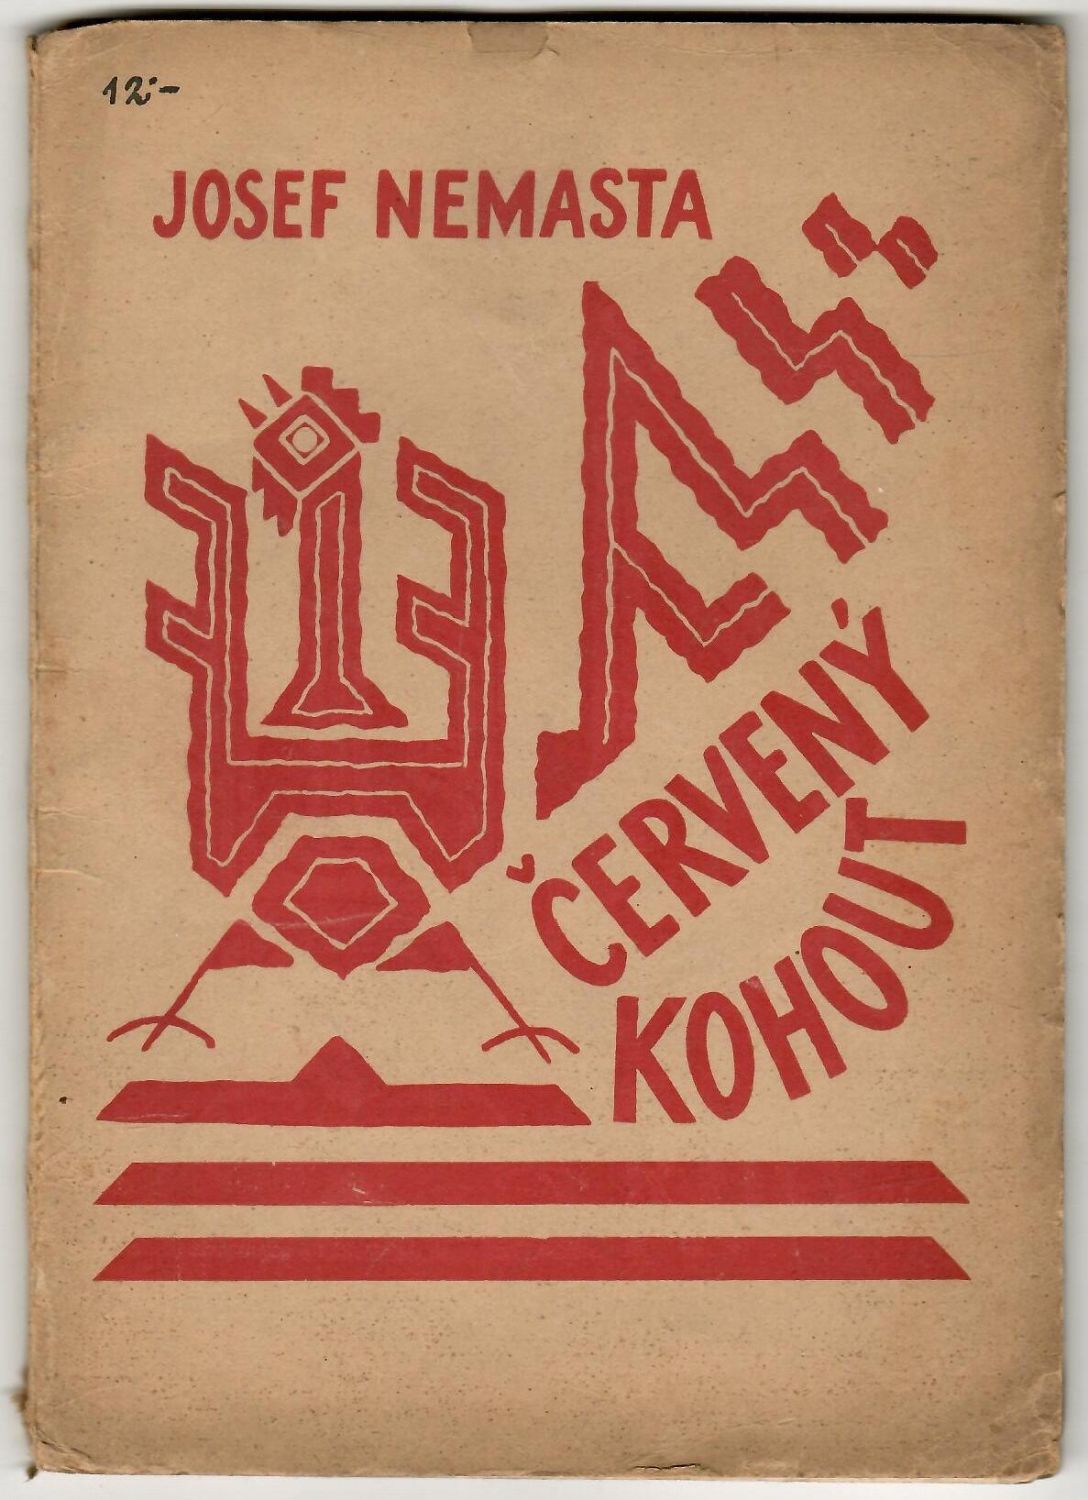 12·-
JOSEF NEMASTA
ČERVENÝ
KOHOUT